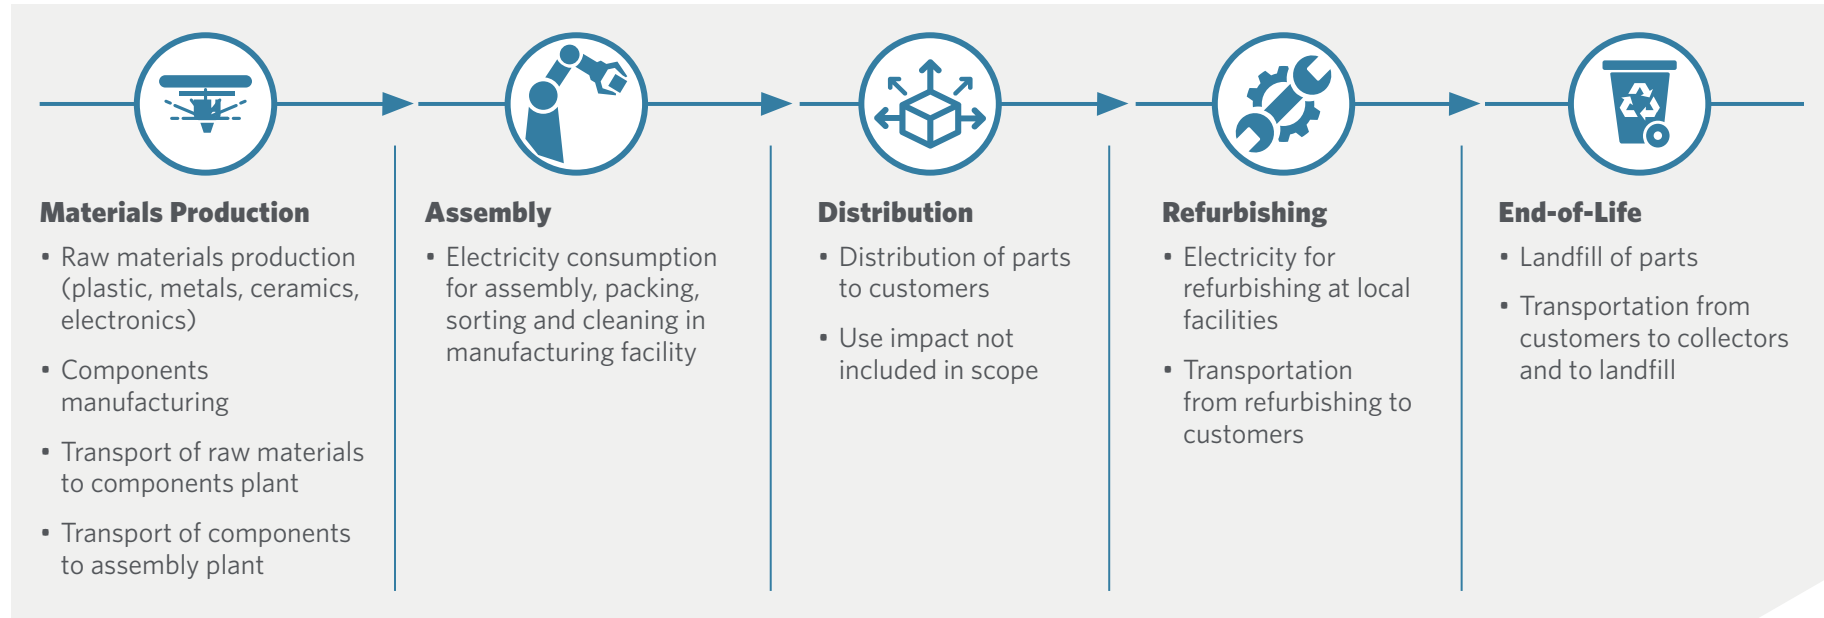 Materials Production
• Raw materials production
(plastic, metals, ceramics,
electronics)
• Components
manufacturing
• Transport of raw materials
to components plant
• Transport of components
to assembly plant
Assembly
• Electricity consumption
for assembly, packing,
sorting and cleaning in
manufacturing facility
Distribution
• Distribution of parts
to customers
• Use impact not
included in scope
Refurbishing
• Electricity for
refurbishing at local
facilities
• Transportation
from refurbishing to
customers
End-of-Life
• Landfill of parts
• Transportation from
customers to collectors
and to landfill